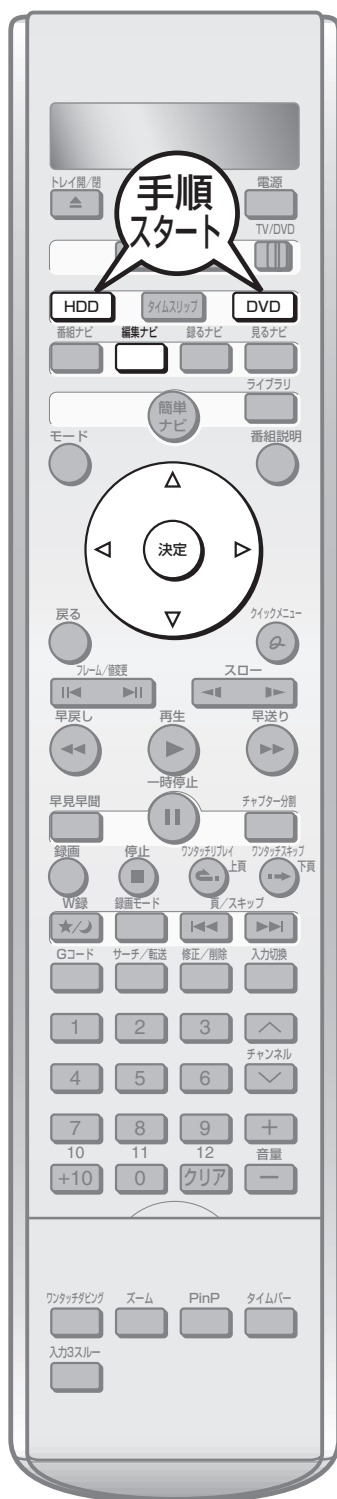 トレイ開/閉
電源
手順
スタート
TV/DVD
HDD
タイムスリップ
DVD
番組ナビ
編集ナビ
録るナビ
見るナビ
ライブラリ
簡単
ナビ
モード
番組説明
決定
戻る
クイックメニュー
フレーム/値変更
スロー
早戻し
再生
早送り
一時停止
早見早聞
チャプター分割
録画
停止
ワンタッチリプレイ
ワンタッチスキップ
上頁
下頁
W録
録画モード
頁/スキップ
Gコード
サーチ/転送
修正/削除
入力切換
1
2
3
チャンネル
4
5
6
7
8
9
+
10
11
12
音量
+10
0
クリア
−
ワンタッチダビング
ズーム
PinP
タイムバー
入力3スルー